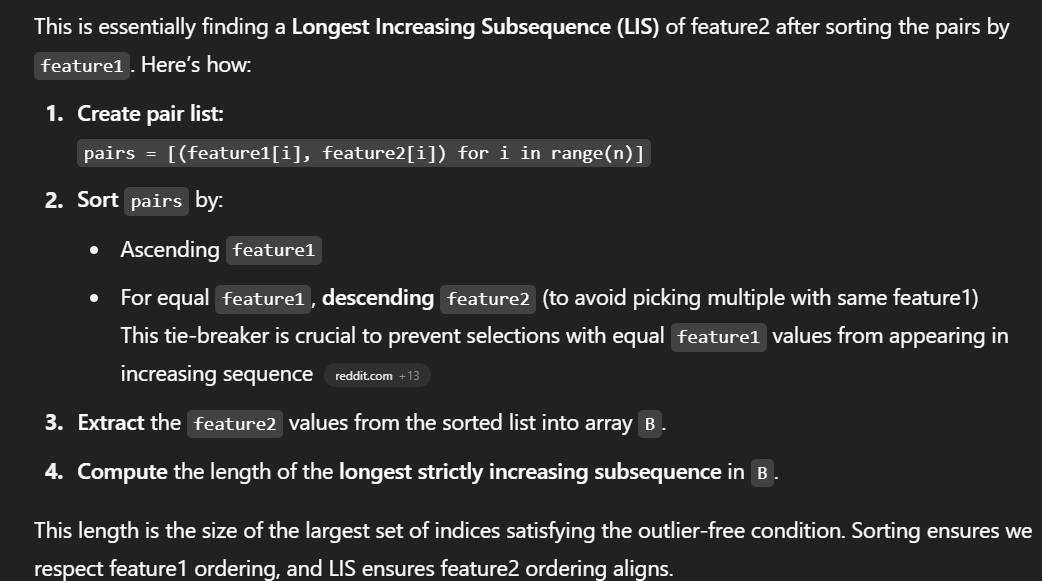 This is essentially finding a Longest Increasing Subsequence (LIS) of feature2 after sorting the pairs by
feature1. Here's how:
1. Create pair list:
pairs = [(feature1[i], feature2[i]) for i in range(n)]
2. Sort pairs by:
• Ascending feature1
• For equal feature1, descending feature2 (to avoid picking multiple with same feature1)
This tie-breaker is crucial to prevent selections with equal feature1 values from appearing in
increasing sequence reddit.com +13
3. Extract the feature2 values from the sorted list into array B.
4. Compute the length of the longest strictly increasing subsequence in B.
This length is the size of the largest set of indices satisfying the outlier-free condition. Sorting ensures we
respect feature1 ordering, and LIS ensures feature2 ordering aligns.